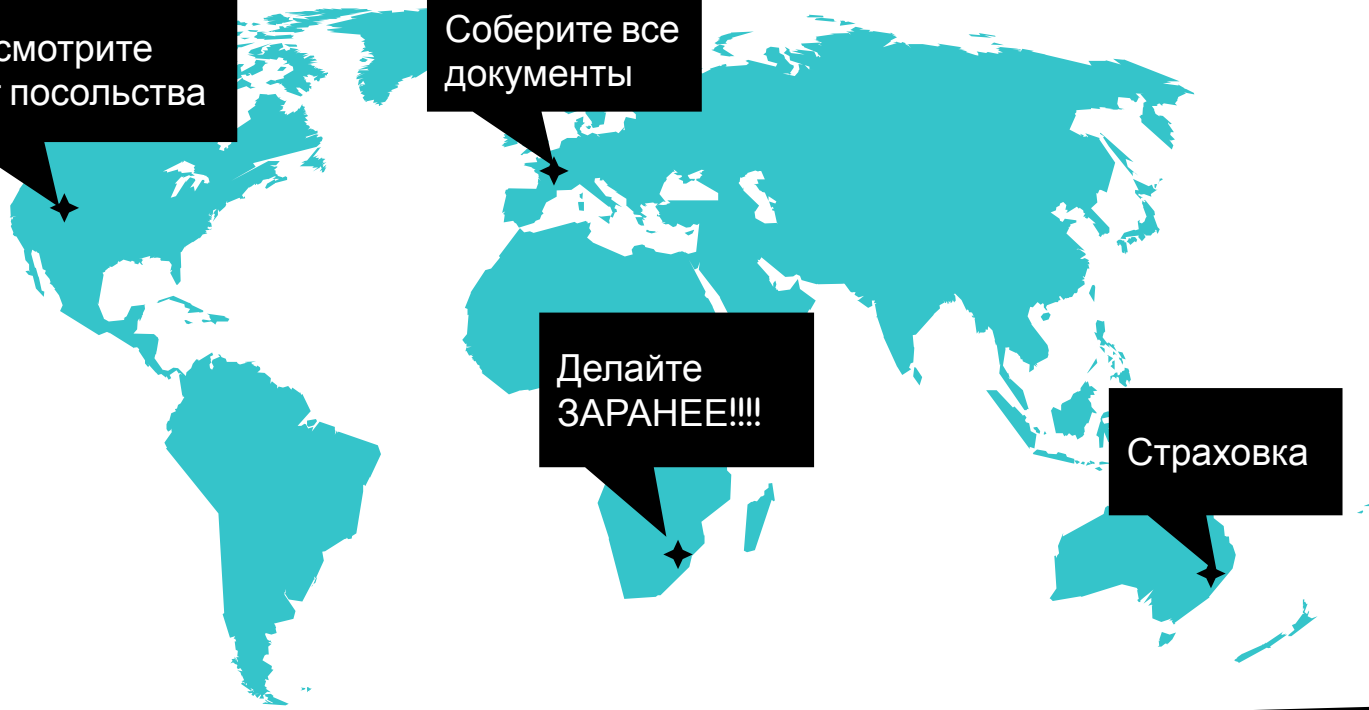 смотрите
посольства
Соберите все
документы
Делайте
ЗАРАНЕЕ!!!!
Страховка